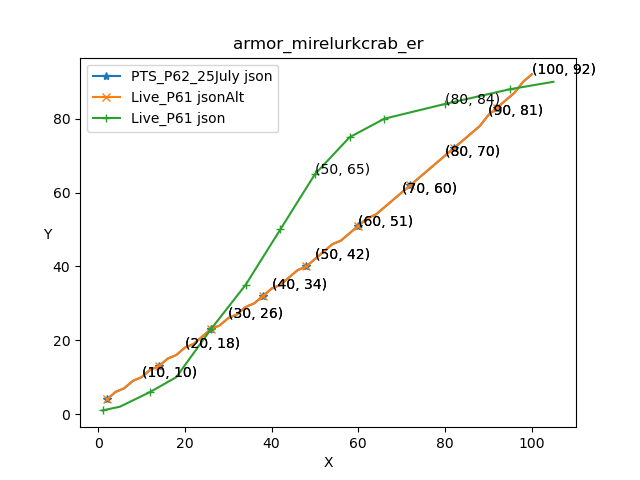 armor_mirelurkcrab_er
PTS_P62_25July json
Live_P61 jsonAlt
Live_P61 json
(100, 92)
(80, 84)
(90, 81)
(80, 70)
(50, 65)
(70, 60)
(60, 51)
(50, 42)
(40, 34)
(30, 26)
(20, 18)
(10, 10)
Y
80
60
40
20
0
0 20 40 60 80 100
X